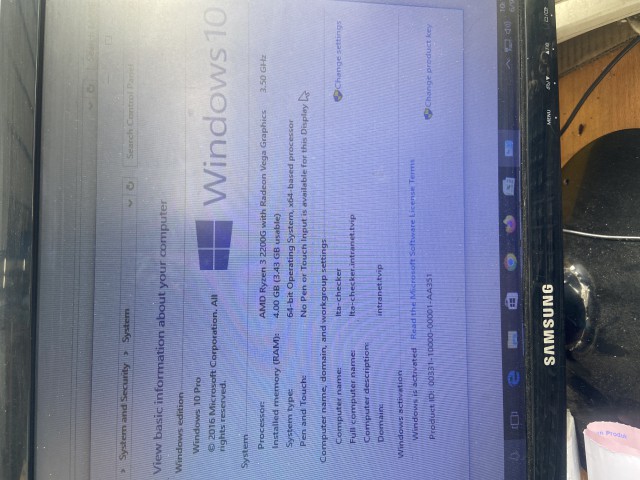 System and Security > System
Search Control Panel
View basic information about your computer
Windows edition
Windows 10 Pro
© 2016 Microsoft Corporation. All
rights reserved.
Windows 10
System
Processor: AMD Ryzen 3 2200G with Radeon Vega Graphics 3.50 GHz
Installed memory (RAM): 4.00 GB (3.43 GB usable)
System type: 64-bit Operating System, x64-based processor
Pen and Touch: No Pen or Touch Input is available for this Display
Computer name, domain, and workgroup settings
Computer name: lta-checker
Change settings
Full computer name: lta-checker.intranet.tvip
Computer description:
Domain: intranet.tvip
Windows activation
Windows is activated Read the Microsoft Software License Terms
Product ID: 00331-10000-00001-AA351
Change product key
SAMSUNG
MENU